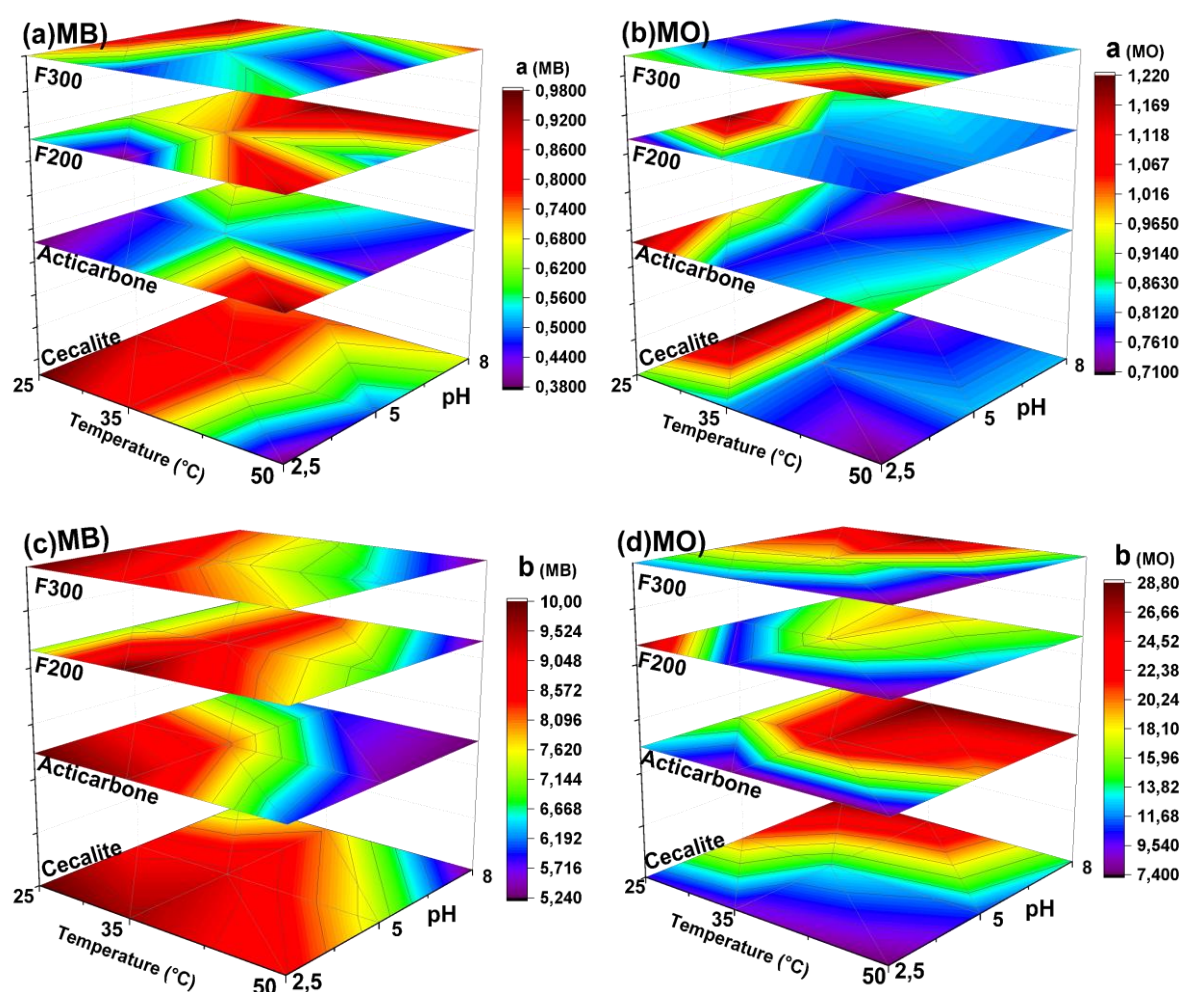 (a)MB)
F300
F200
Acticarbone
Cecalite
25
35
50
Temperature (°C)
2,5
5
8
pH
a (MB)
0,9800
0,9200
0,8600
0,8000
0,7400
0,6800
0,6200
0,5600
0,5000
0,4400
0,3800
(b)MO)
F300
F200
Acticarbone
Cecalite
25
35
50
Temperature (°C)
2,5
5
8
pH
a (MO)
1,220
1,169
1,118
1,067
1,016
0,9650
0,9140
0,8630
0,8120
0,7610
0,7100
(c)MB)
F300
F200
Acticarbone
Cecalite
25
35
50
Temperature (°C)
2,5
5
8
pH
b (MB)
10,00
9,524
9,048
8,572
8,096
7,620
7,144
6,668
6,192
5,716
5,240
(d)MO)
F300
F200
Acticarbone
Cecalite
25
35
50
Temperature (°C)
2,5
5
8
pH
b (MO)
28,80
26,66
24,52
22,38
20,24
18,10
15,96
13,82
11,68
9,540
7,400